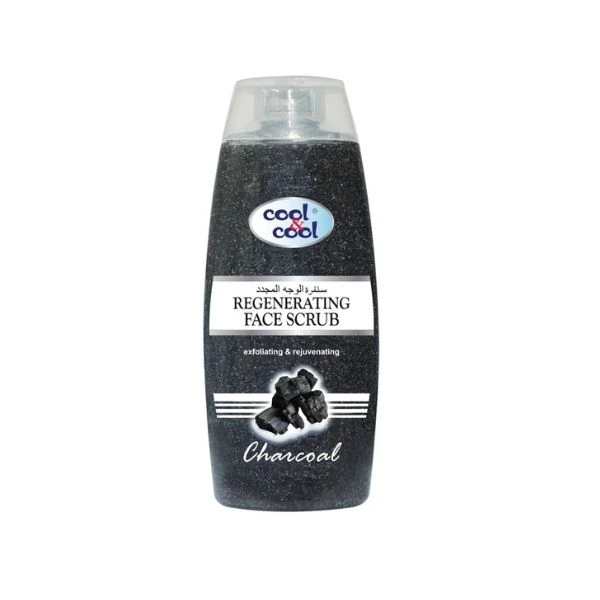 cool®
& cool
سنفرة الوجه المجدد
REGENERATING
FACE SCRUB
exfoliating & rejuvenating
Charcoal